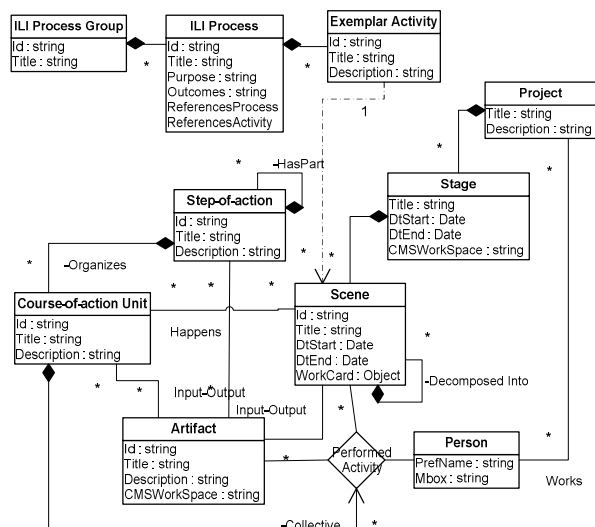 ILI Process Group
Id : string
Title : string
*
ILI Process
Id : string
Title : string
Purpose : string
Outcomes : string
ReferencesProcess
ReferencesActivity
*
Exemplar Activity
Id : string
Title : string
Description : string
1
Project
Title : string
Description : string
*
*
Stage
Title : string
DtStart : Date
DtEnd : Date
CMSWorkSpace : string
*
-HasPart
Step-of-action
Id : string
Title : string
Description : string
*
*
*
-Organizes
Course-of-action Unit
Id : string
Title : string
Description : string
*
*
*
Happens
Scene
Id : string
Title : string
DtStart : Date
DtEnd : Date
WorkCard : Object
*
-Decomposed Into
*
*
Input-Output
*
Input-Output
*
Artifact
Id : string
Title : string
Description : string
CMSWorkSpace : string
*
Performed
Activity
Person
PrefName : string
Mbox : string
*
Works
-Collective
*